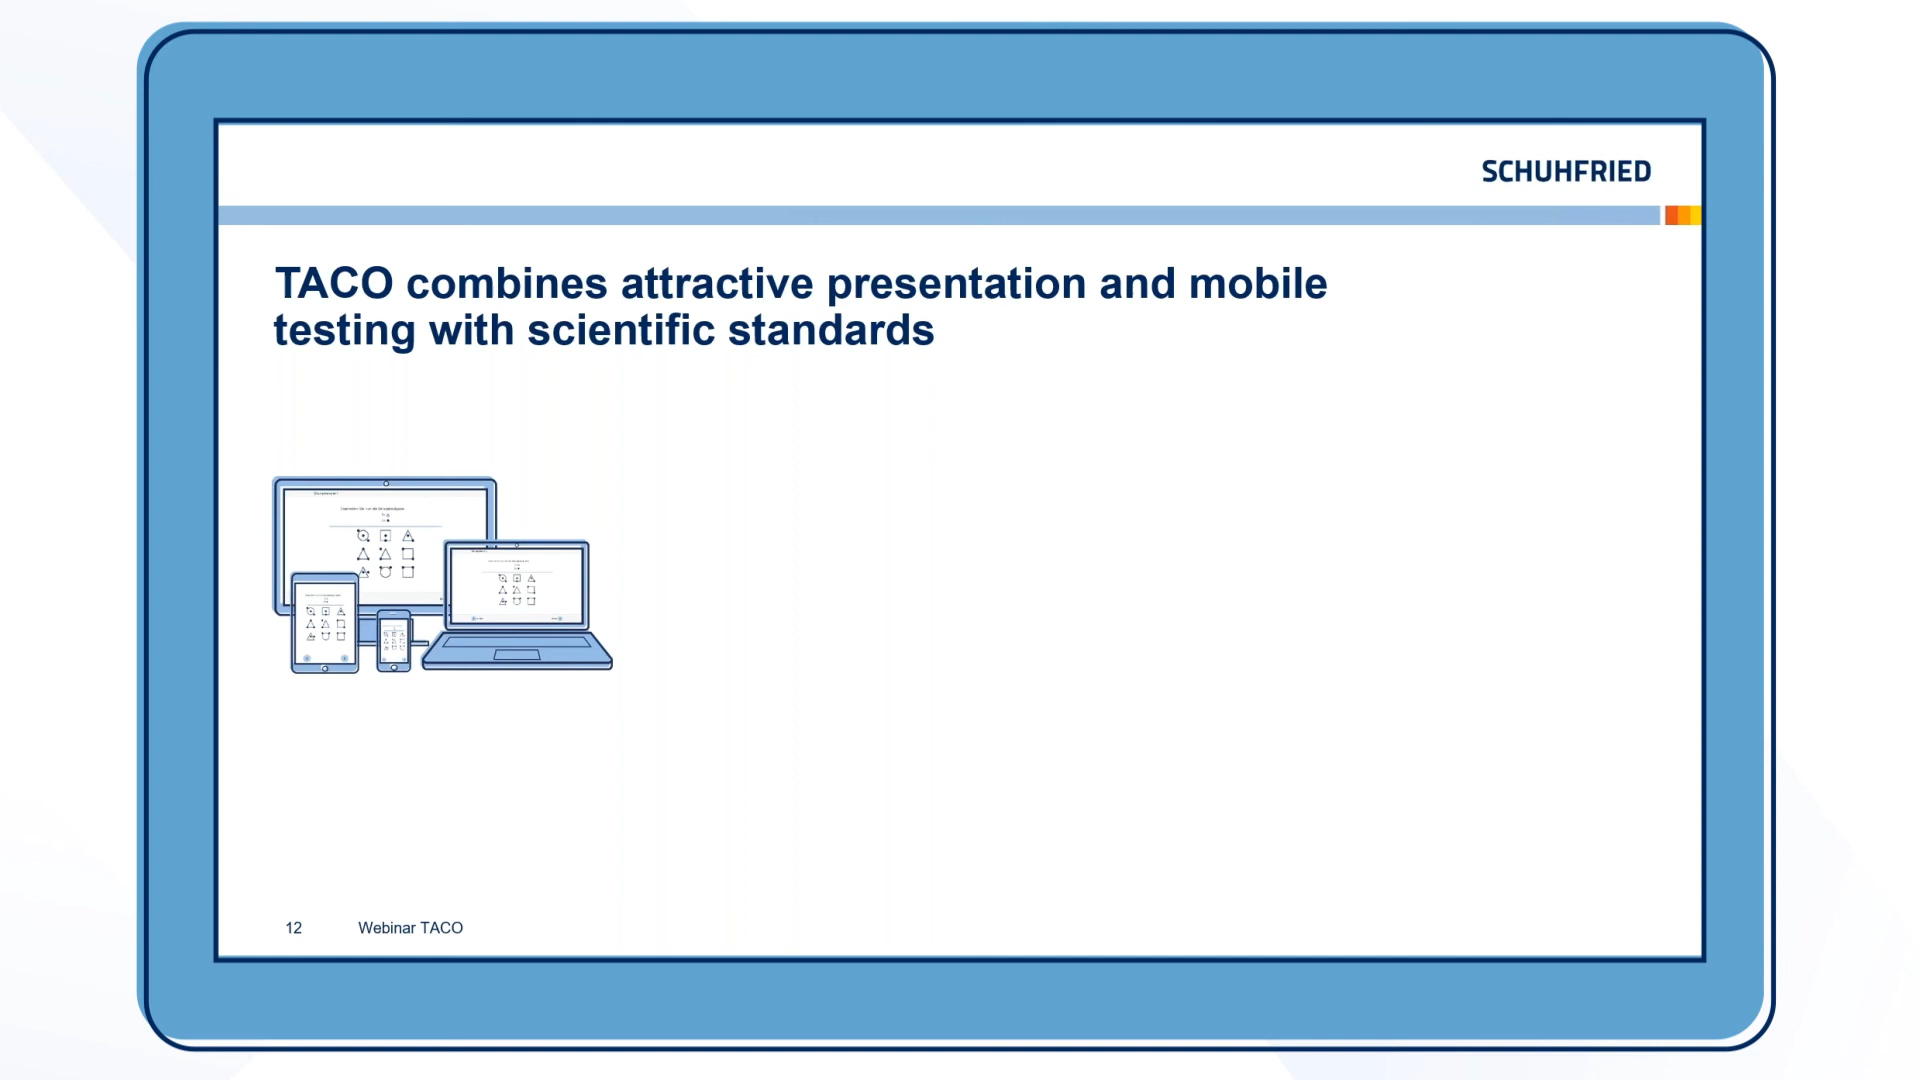 SCHUHFRIED
TACO combines attractive presentation and mobile
testing with scientific standards
12
Webinar TACO